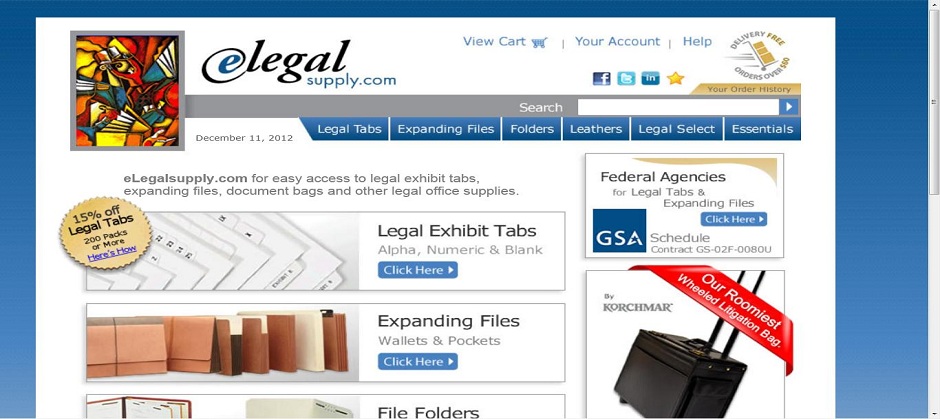 View Cart | Your Account | Help
DELIVERY FREE
ORDERS OVER $60
elegal
supply.com
Your Order History
Search
December 11, 2012
Legal Tabs
Expanding Files
Folders
Leathers
Legal Select
Essentials
eLegalsupply.com for easy access to legal exhibit tabs,
expanding files, document bags and other legal office supplies.
15% off
Legal Tabs
200 Packs
or More
Here's How
Legal Exhibit Tabs
Alpha, Numeric & Blank
Click Here
Expanding Files
Wallets & Pockets
Click Here
File Folders
Federal Agencies
for Legal Tabs &
Expanding Files
Click Here
GSA
Schedule
Contract GS-02F-0080U
By
KORCHMAR
Our Roomiest
Wheeled Litigation Bag.